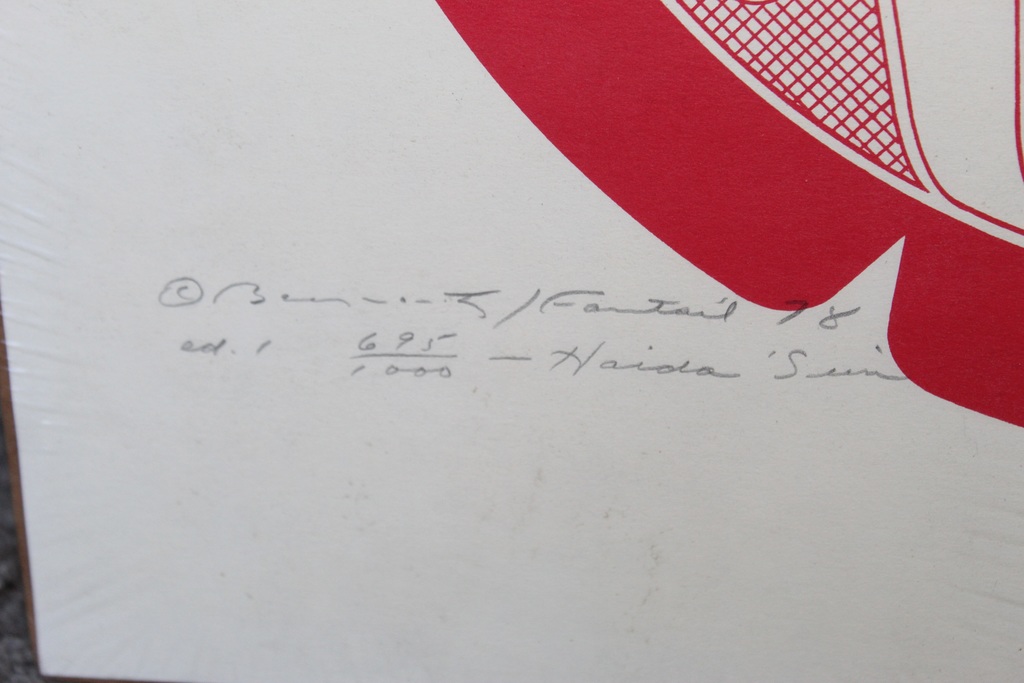 © / Fantail 78
ed. 1 695/1000 — Haida 'Sun